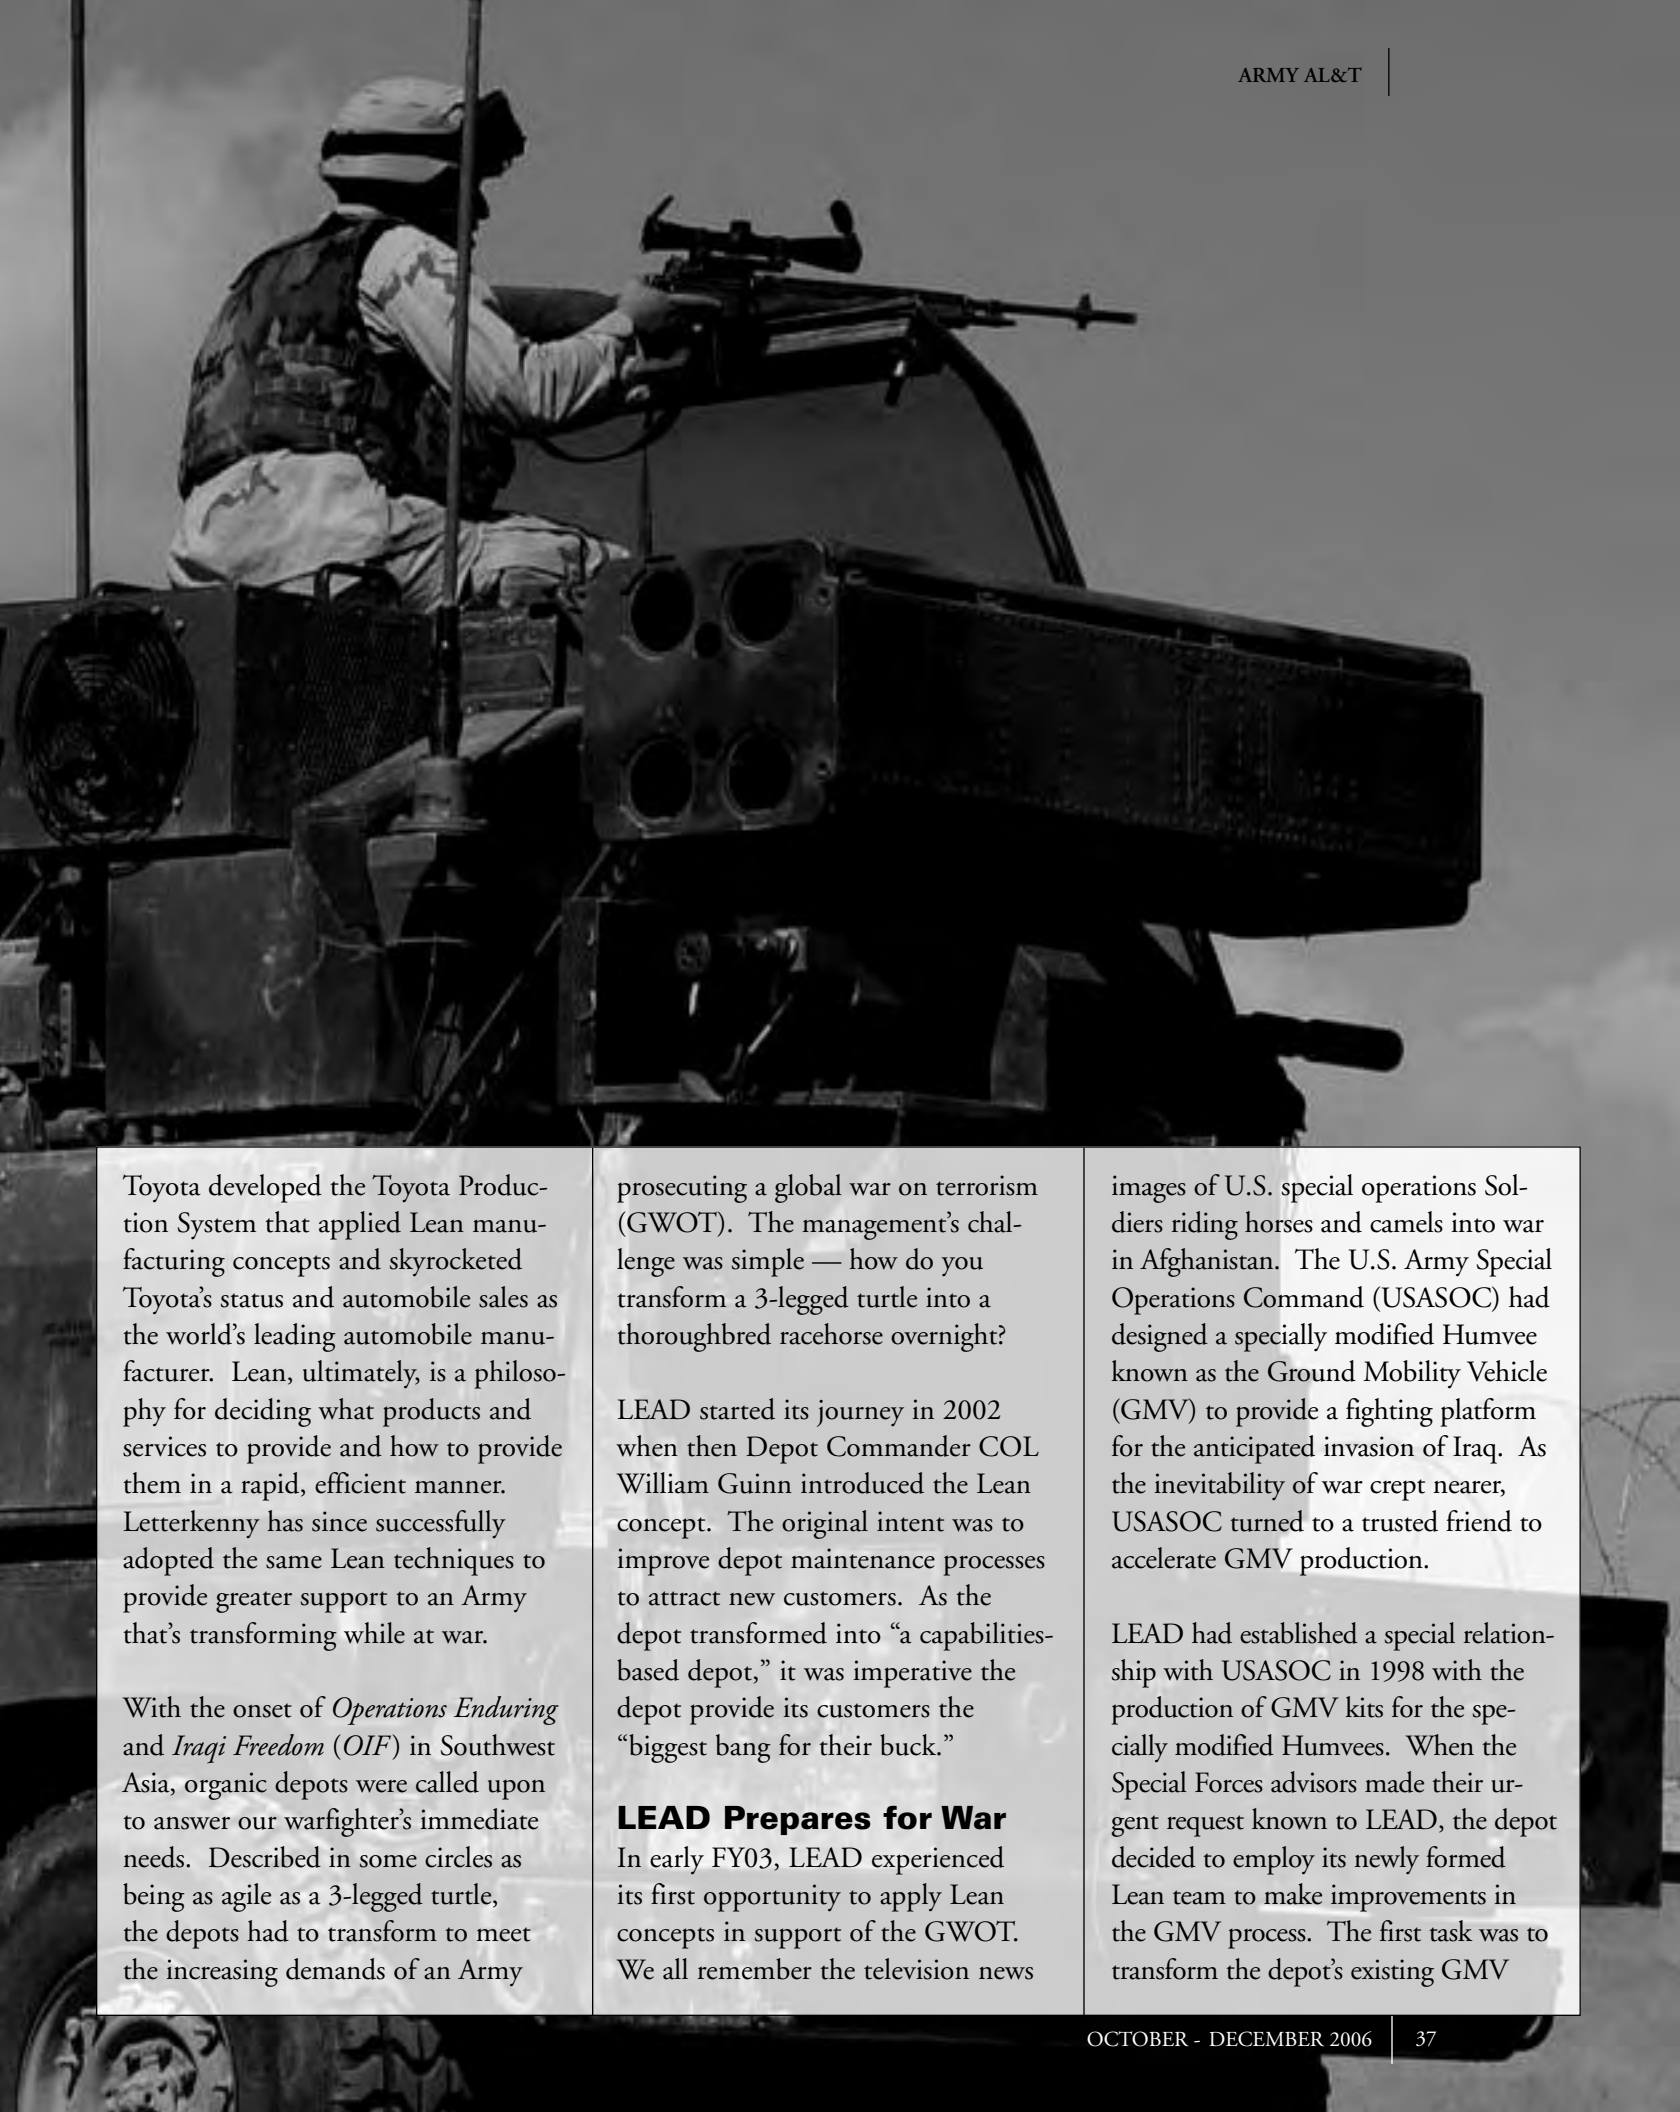 ARMY AL&T
Toyota developed the Toyota Produc-
tion System that applied Lean manu-
facturing concepts and skyrocketed
Toyota's status and automobile sales as
the world's leading automobile manu-
facturer.  Lean, ultimately, is a philoso-
phy for deciding what products and
services to provide and how to provide
them in a rapid, efficient manner.
Letterkenny has since successfully
adopted the same Lean techniques to
provide greater support to an Army
that's transforming while at war.
With the onset of Operations Enduring
and Iraqi Freedom (OIF) in Southwest
Asia, organic depots were called upon
to answer our warfighter's immediate
needs.  Described in some circles as
being as agile as a 3-legged turtle,
the depots had to transform to meet
the increasing demands of an Army
prosecuting a global war on terrorism
(GWOT).  The management's chal-
lenge was simple — how do you
transform a 3-legged turtle into a
thoroughbred racehorse overnight?
LEAD started its journey in 2002
when then Depot Commander COL
William Guinn introduced the Lean
concept.  The original intent was to
improve depot maintenance processes
to attract new customers.  As the
depot transformed into “a capabilities-
based depot,” it was imperative the
depot provide its customers the
“biggest bang for their buck.”
LEAD Prepares for War
In early FY03, LEAD experienced
its first opportunity to apply Lean
concepts in support of the GWOT.
We all remember the television news
images of U.S. special operations Sol-
diers riding horses and camels into war
in Afghanistan.  The U.S. Army Special
Operations Command (USASOC) had
designed a specially modified Humvee
known as the Ground Mobility Vehicle
(GMV) to provide a fighting platform
for the anticipated invasion of Iraq.  As
the inevitability of war crept nearer,
USASOC turned to a trusted friend to
accelerate GMV production.
LEAD had established a special relation-
ship with USASOC in 1998 with the
production of GMV kits for the spe-
cially modified Humvees.  When the
Special Forces advisors made their ur-
gent request known to LEAD, the depot
decided to employ its newly formed
Lean team to make improvements in
the GMV process.  The first task was to
transform the depot's existing GMV
OCTOBER - DECEMBER 2006
37